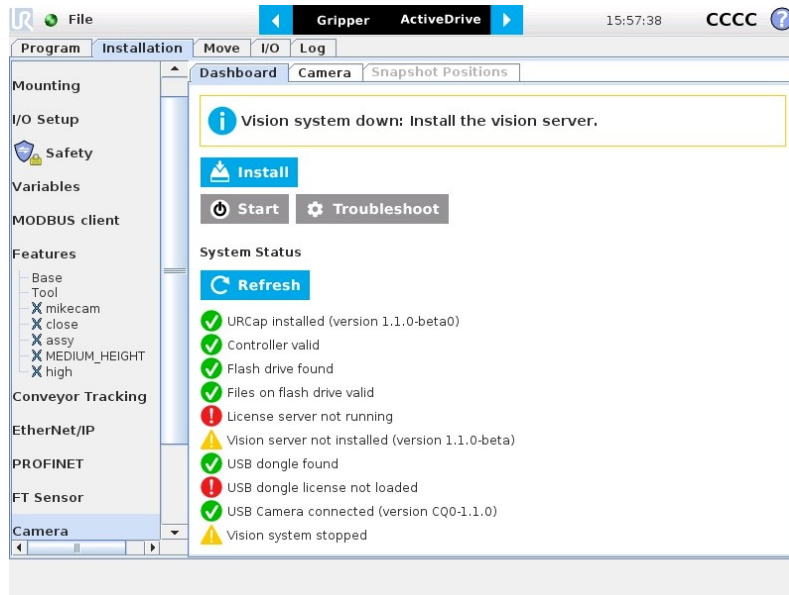 UR File Gripper ActiveDrive 15:57:38 CCCC ?
Program Installation Move I/O Log
Dashboard Camera Snapshot Positions
Mounting
I/O Setup
Safety
Variables
MODBUS client
Features
Base
Tool
mikecam
close
assy
MEDIUM_HEIGHT
high
Conveyor Tracking
EtherNet/IP
PROFINET
FT Sensor
Camera
i Vision system down: Install the vision server.
Install
Start Troubleshoot
System Status
Refresh
URCap installed (version 1.1.0-beta0)
Controller valid
Flash drive found
Files on flash drive valid
License server not running
Vision server not installed (version 1.1.0-beta)
USB dongle found
USB dongle license not loaded
USB Camera connected (version CQ0-1.1.0)
Vision system stopped